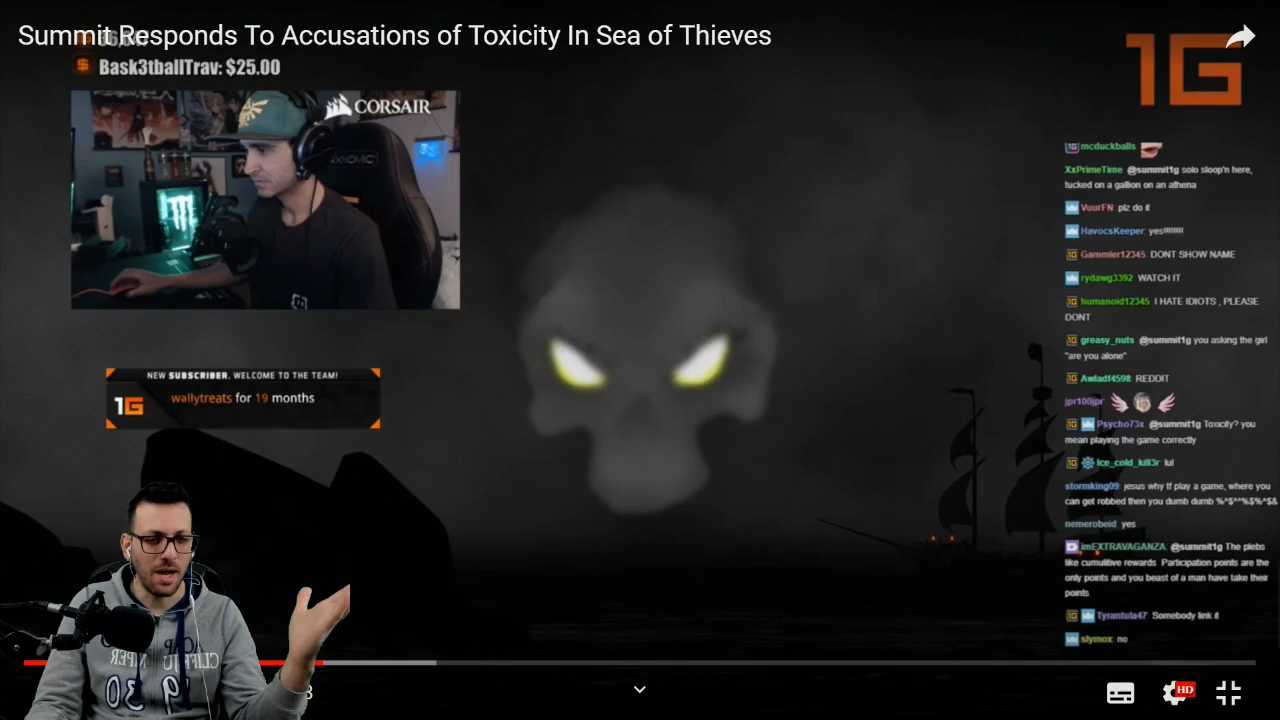 Summit Responds To Accusations of Toxicity In Sea of Thieves
Bask3tballTrav: $25.00
CORSAIR
1G
NEW SUBSCRIBER. WELCOME TO THE TEAM!
1G
wallytreats for 19 months
mcduckballs
XxPrimeTime @summit1g solo sloop'n here,
tucked on a gallion on an athena
VuurFN plz do it
HavocsKeeper: yes!!!!!!!!
Gammler12345: DONT SHOW NAME
rydawg3392 WATCH IT
humanoid12345 I HATE IDIOTS , PLEASE
DONT
greasy_nuts @summit1g you asking the girl
"are you alone"
Awladf4598: REDDIT
jpr100jpr
Psycho73x @summit1g Toxicity? you
mean playing the game correctly
Ice_cold_kill3r lul
stormking09: jesus why tf play a game, where you
can get robbed then you dumb dumb %^$^^%$%^$&
nemerobeid yes
imEXTRAVAGANZA: @summit1g The plebs
like cumulitive rewards Participation points are the
only points and you beast of a man have take their
points
Tyrantula47 Somebody link it
slymox: no
HD